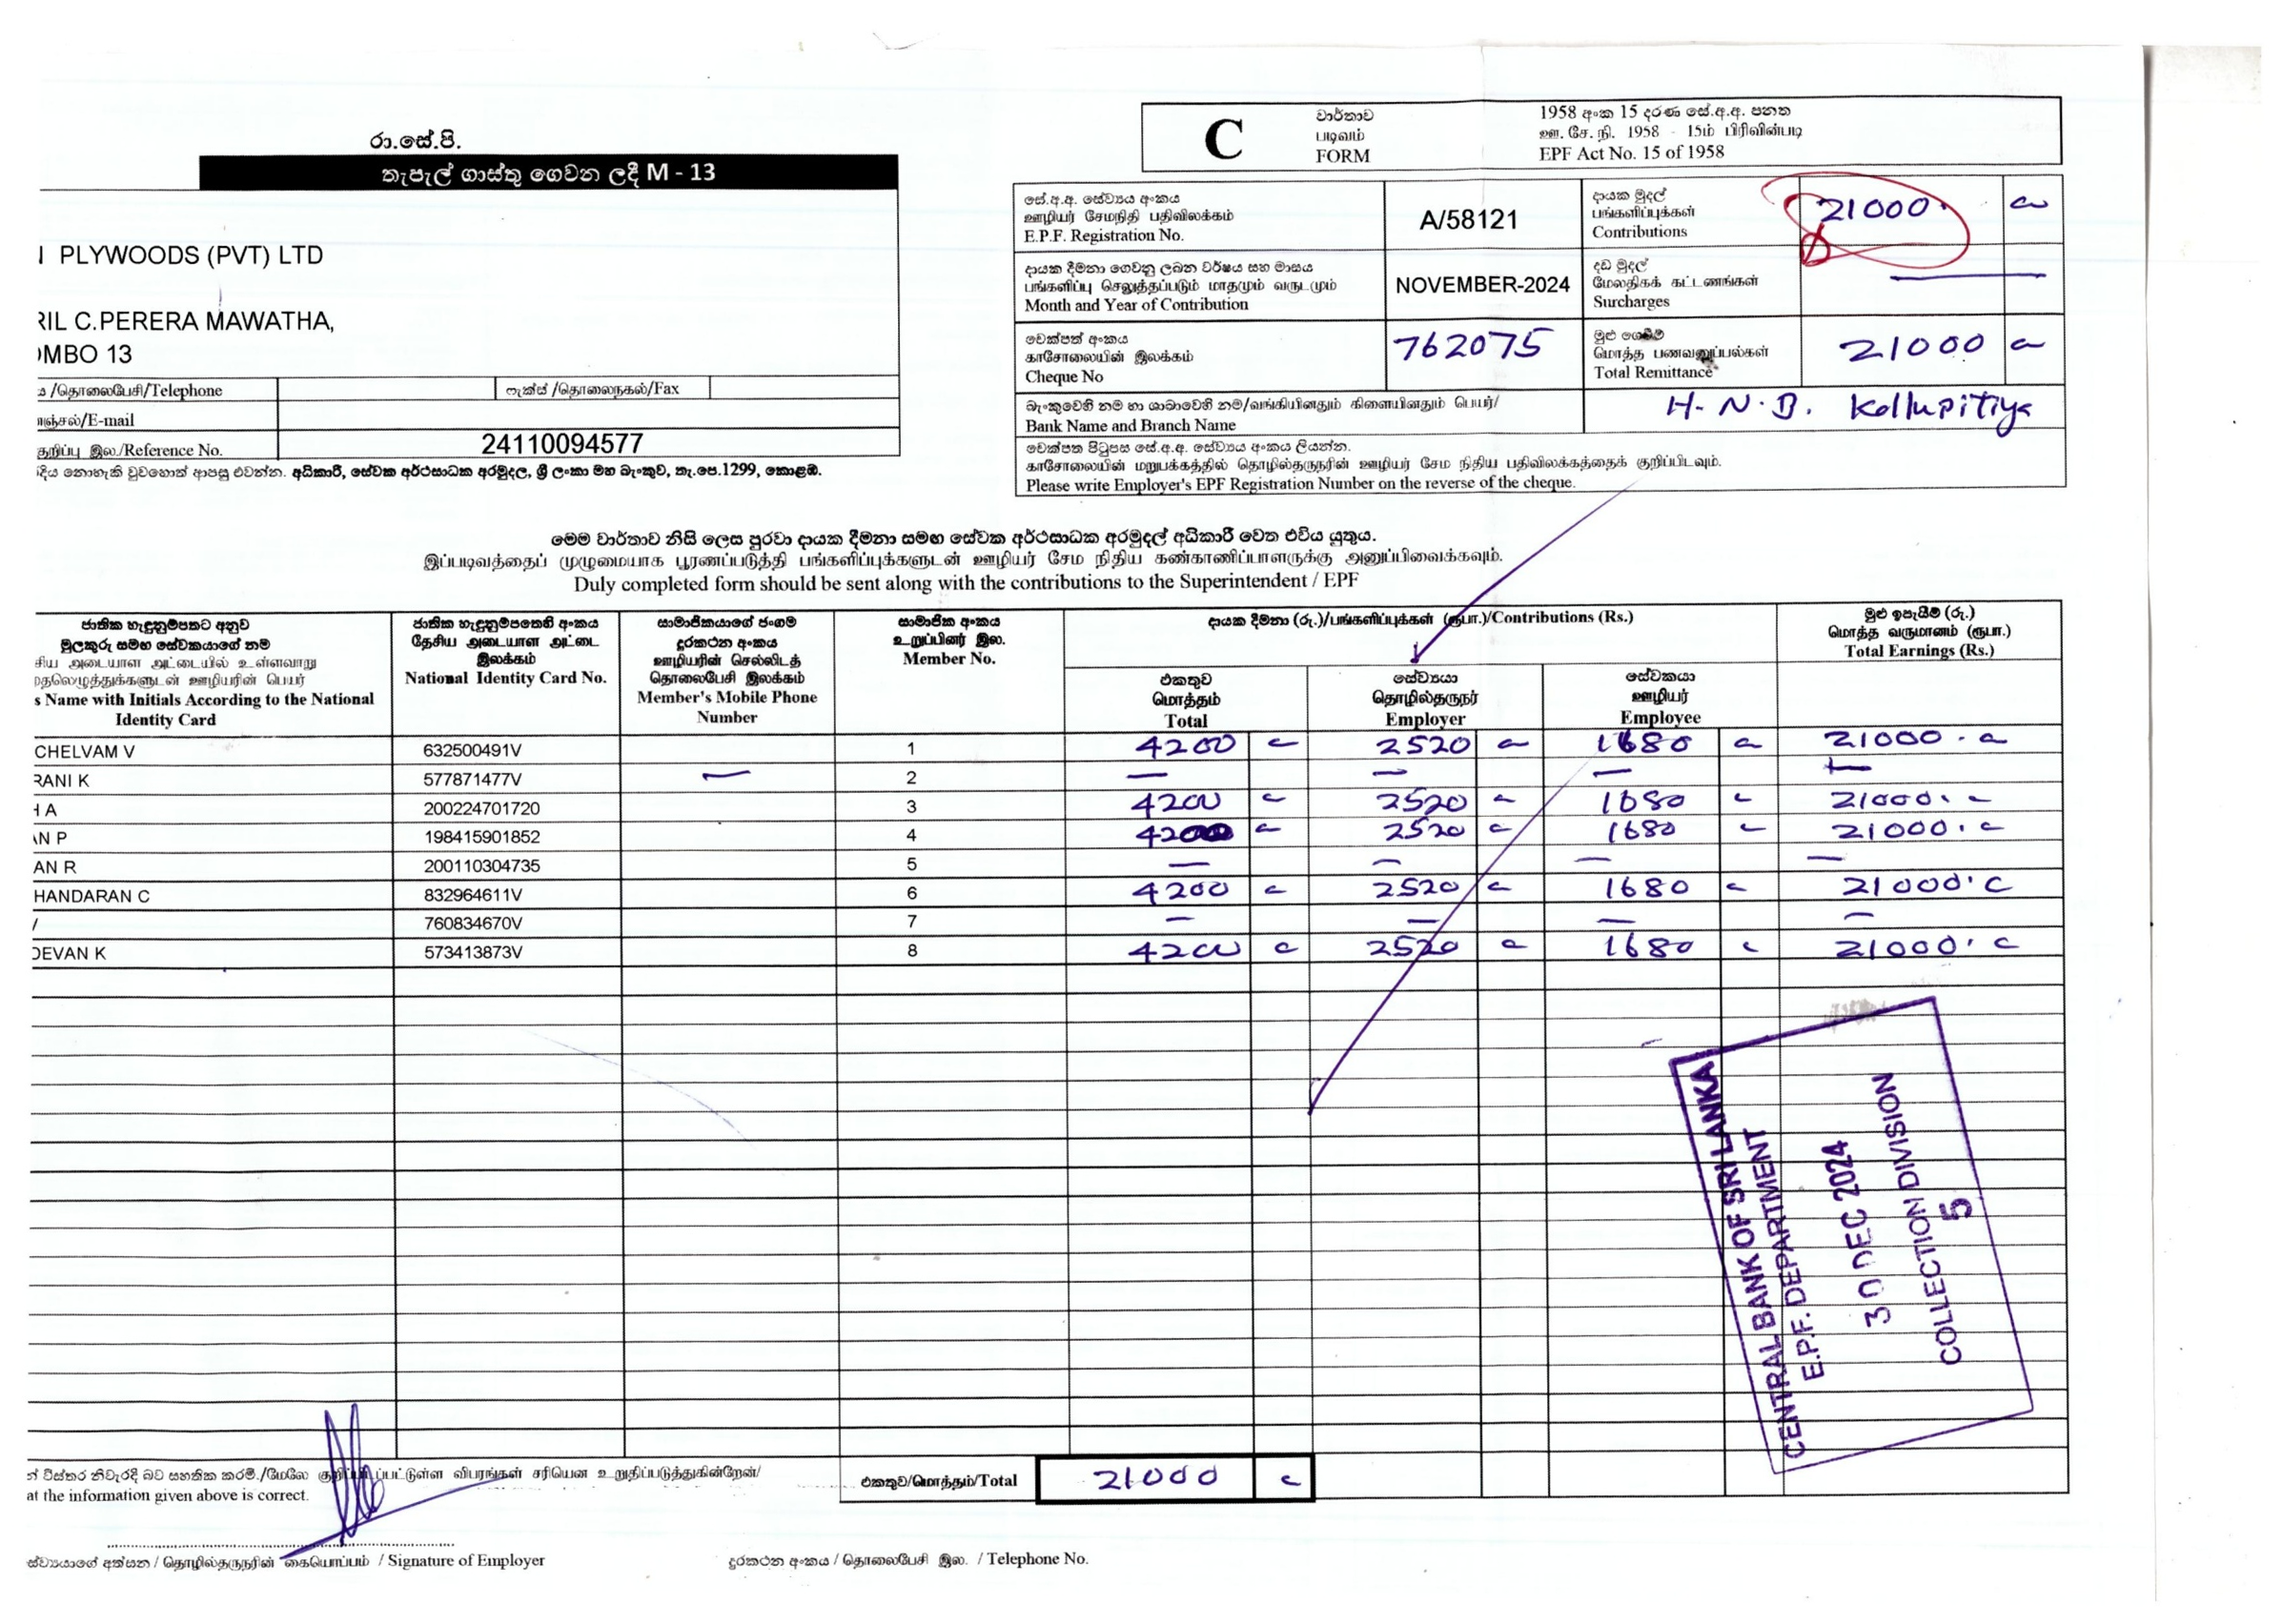 රා.සේ.පි.
තැපැල් ගාස්තු ගෙවන ලදී M - 13
PLYWOODS (PVT) LTD
RIL C.PERERA MAWATHA,
MBO 13
/தொலைபேசி/Telephone
ෆැක්ස් /தொலைநகல்/Fax
ஞ்சல்/E-mail
குறிப்பு இல./Reference No. 24110094577
දිය නොහැකි වුවහොත් ආපසු එවන්න. අධිකාරී, සේවක අර්ථසාධක අරමුදල, ශ්‍රී ලංකා මහ බැංකුව, තැ.පෙ.1299, කොළඹ.
C
වාර්තාව
படிவம்
FORM
1958 අංක 15 දරණ සේ.අ.අ. පනත
ஊ. சே. நி. 1958 - 15ம் பிரிவின்படி
EPF Act No. 15 of 1958
සේ.අ.අ. සේව්‍යය අංකය
ஊழியர் சேமநிதி பதிவிலக்கம்
E.P.F. Registration No.
A/58121
දායක මුදල්
பங்களிப்புக்கள்
Contributions
21000.
දායක දීමනා ගෙවනු ලබන වර්ෂය සහ මාසය
பங்களிப்பு செலுத்தப்படும் மாதமும் வருடமும்
Month and Year of Contribution
NOVEMBER-2024
දඩ මුදල්
மேலதிகக் கட்டணங்கள்
Surcharges
චෙක්පත් අංකය
காசோலையின் இலக்கம்
Cheque No
762075
මුළු
மொத்த
Total Remittance
21000
බැංකුවෙහි නම හා ශාඛාවෙහි නම/வங்கியினதும் கிளையினதும் பெயர்/
Bank Name and Branch Name
H.N.B. Kollupitiya
චෙක්පත පිටුපස සේ.අ.අ. සේව්‍යය අංකය ලියන්න.
காசோலையின் மறுபக்கத்தில் தொழில்தருநரின் ஊழியர் சேம நிதிய பதிவிலக்கத்தைக் குறிப்பிடவும்.
Please write Employer's EPF Registration Number on the reverse of the cheque.
මෙම වාර්තාව නිසි ලෙස පුරවා දායක දීමනා සමඟ සේවක අර්ථසාධක අරමුදල් අධිකාරී වෙත එවිය යුතුය.
இப்படிவத்தைப் முழுமையாக பூரணப்படுத்தி பங்களிப்புக்களுடன் ஊழியர் சேம நிதிய கண்காணிப்பாளருக்கு அனுப்பிவைக்கவும்.
Duly completed form should be sent along with the contributions to the Superintendent / EPF
ජාතික හැඳුනුම්පතට අනුව
මුලකුරු සමඟ සේවකයාගේ නම
சிய அடையாள அட்டையில் உள்ளவாறு
தலெழுத்துக்களுடன் ஊழியரின் பெயர்
s Name with Initials According to the National
Identity Card
ජාතික හැඳුනුම්පතෙහි අංකය
தேசிய அடையாள அட்டை
இலக்கம்
National Identity Card No.
සාමාජිකයාගේ ජංගම
දුරකථන අංකය
ஊழியரின் செல்லிடத்
தொலைபேசி இலக்கம்
Member's Mobile Phone
Number
සාමාජික අංකය
உறுப்பினர் இல.
Member No.
දායක දීමනා (රු.)/பங்களிப்புக்கள் (ரூபா.)/Contributions (Rs.)
එකතුව
மொத்தம்
Total
සේව්‍යයා
தொழில்தருநர்
Employer
සේවකයා
ஊழியர்
Employee
මුළු ඉපැයීම් (රු.)
மொத்த வருமானம் (ரூபா.)
Total Earnings (Rs.)
CHELVAM V 632500491V 1 4200 2520 1680 21000.
RANI K 577871477V — 2 — — — —
H A 200224701720 3 4200 2520 1680 21000.
AN P 198415901852 4 4200 2520 1680 21000.
AN R 200110304735 5 — — — —
HANDARAN C 832964611V 6 4200 2520 1680 21000.
760834670V 7 — — — —
DEVAN K 573413873V 8 4200 2520 1680 21000.
CENTRAL BANK OF SRI LANKA
E.P.F. DEPARTMENT
30 DEC 2024
COLLECTION DIVISION
5
විස්තර නිවැරදි බව සහතික කරමි./மேலே குறிப்பிடப்பட்டுள்ள விபரங்கள் சரியென உறுதிப்படுத்துகின்றேன்/
at the information given above is correct.
එකතුව/மொத்தம்/Total 21000
ස්ව්‍යයාගේ අත්සන / தொழில்தருநரின் கையொப்பம் / Signature of Employer
දුරකථන අංකය / தொலைபேசி இல. / Telephone No.